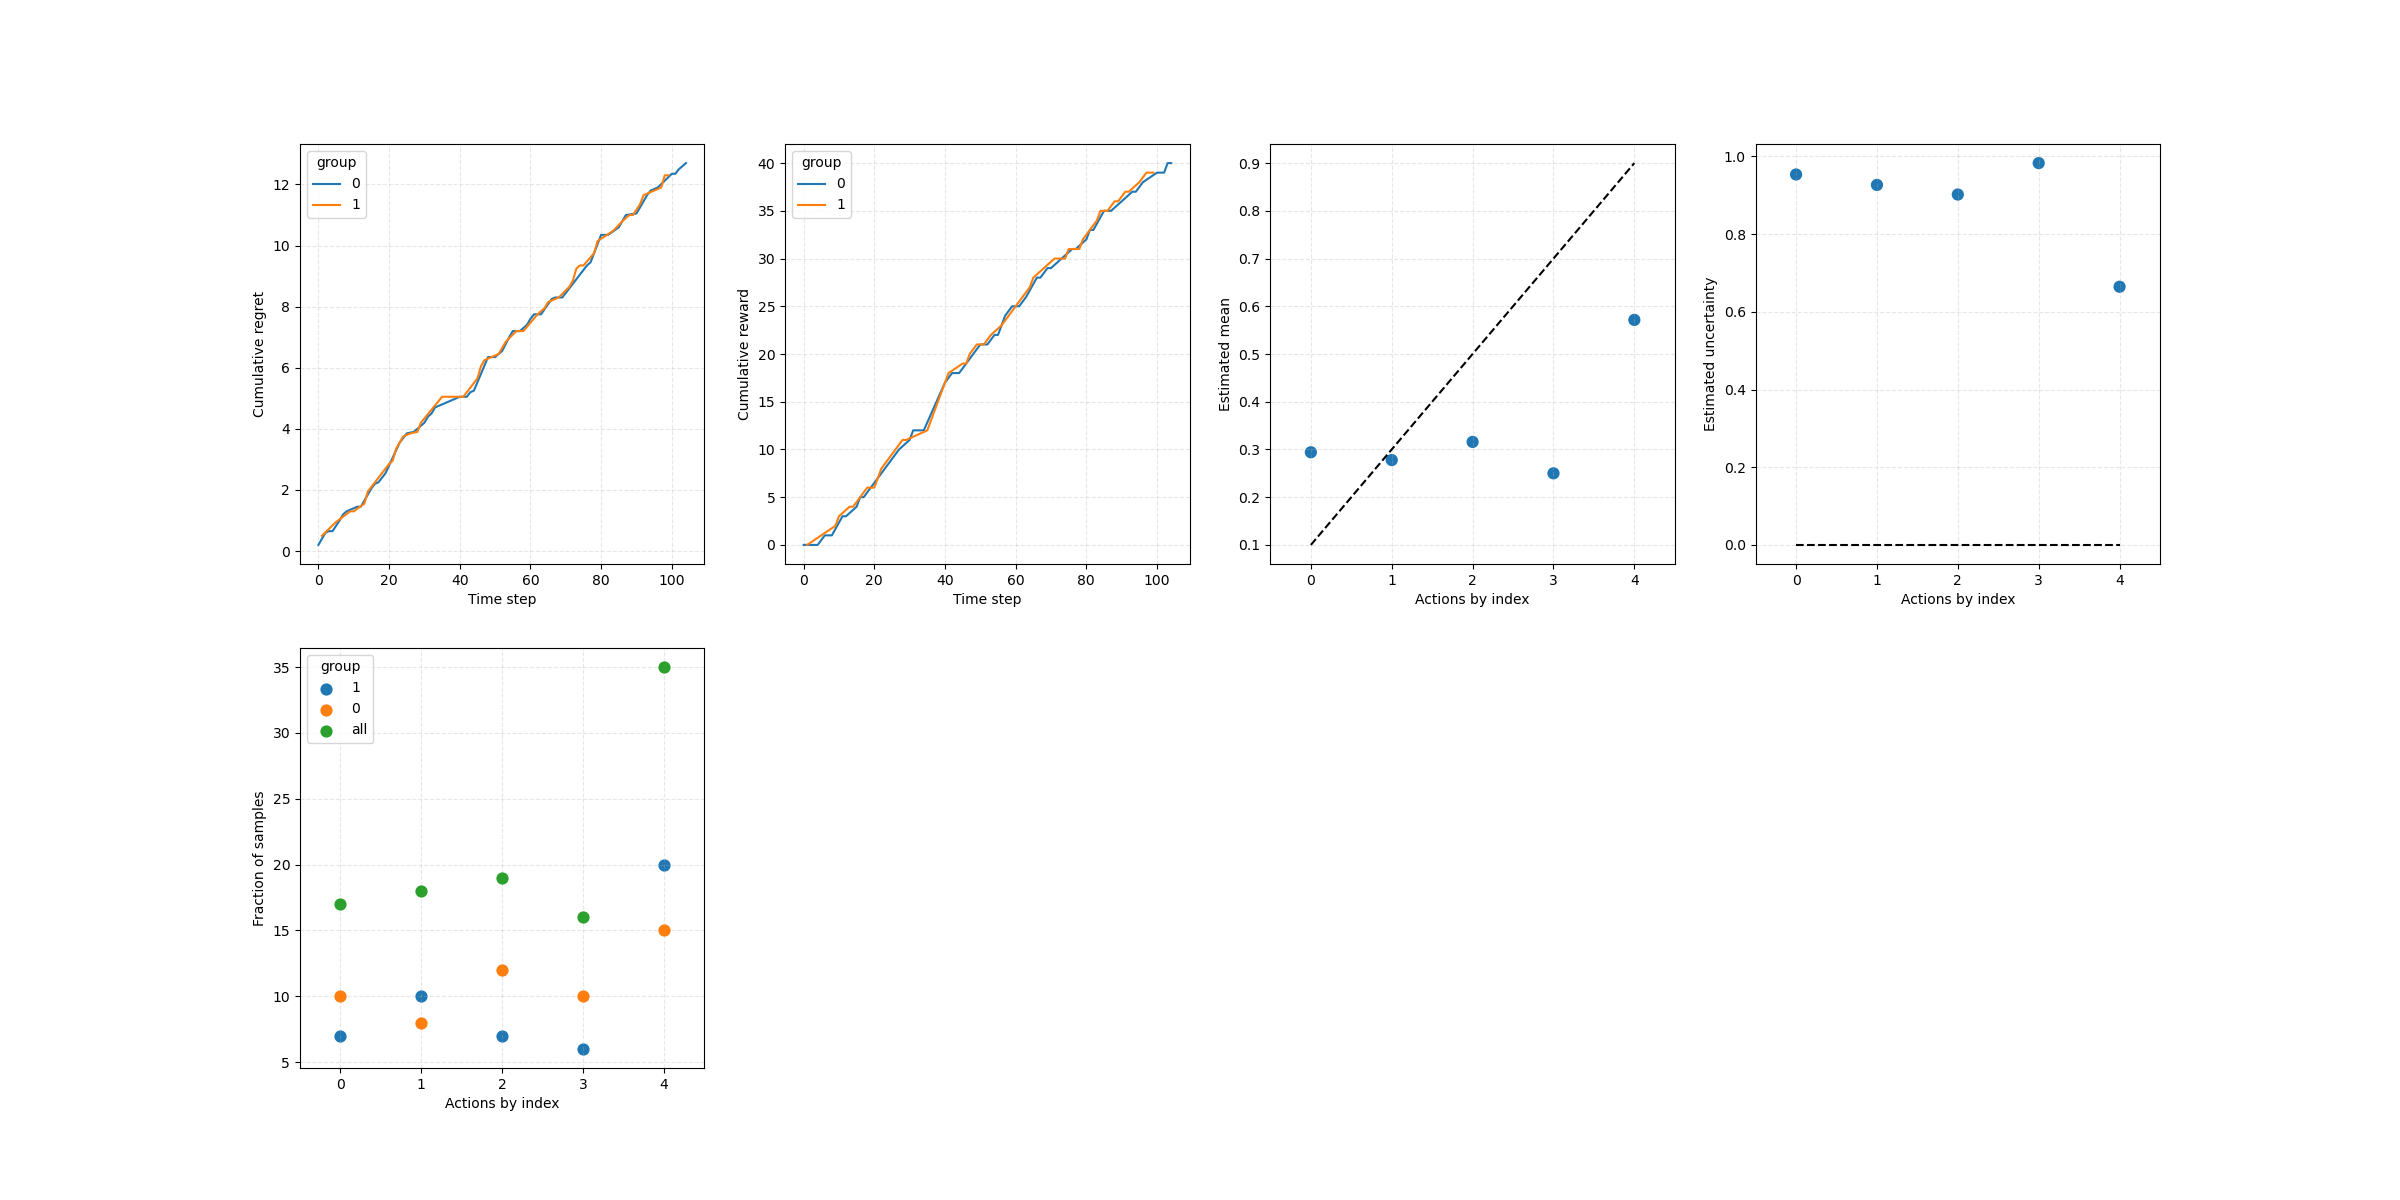 group
0
1
Cumulative regret
12
10
8
6
4
2
0
0 20 40 60 80 100
Time step
group
0
1
Cumulative reward
40
35
30
25
20
15
10
5
0
0 20 40 60 80 100
Time step
Estimated mean
0.9
0.8
0.7
0.6
0.5
0.4
0.3
0.2
0.1
0 1 2 3 4
Actions by index
Estimated uncertainty
1.0
0.8
0.6
0.4
0.2
0.0
0 1 2 3 4
Actions by index
group
1
0
all
Fraction of samples
35
30
25
20
15
10
5
0 1 2 3 4
Actions by index